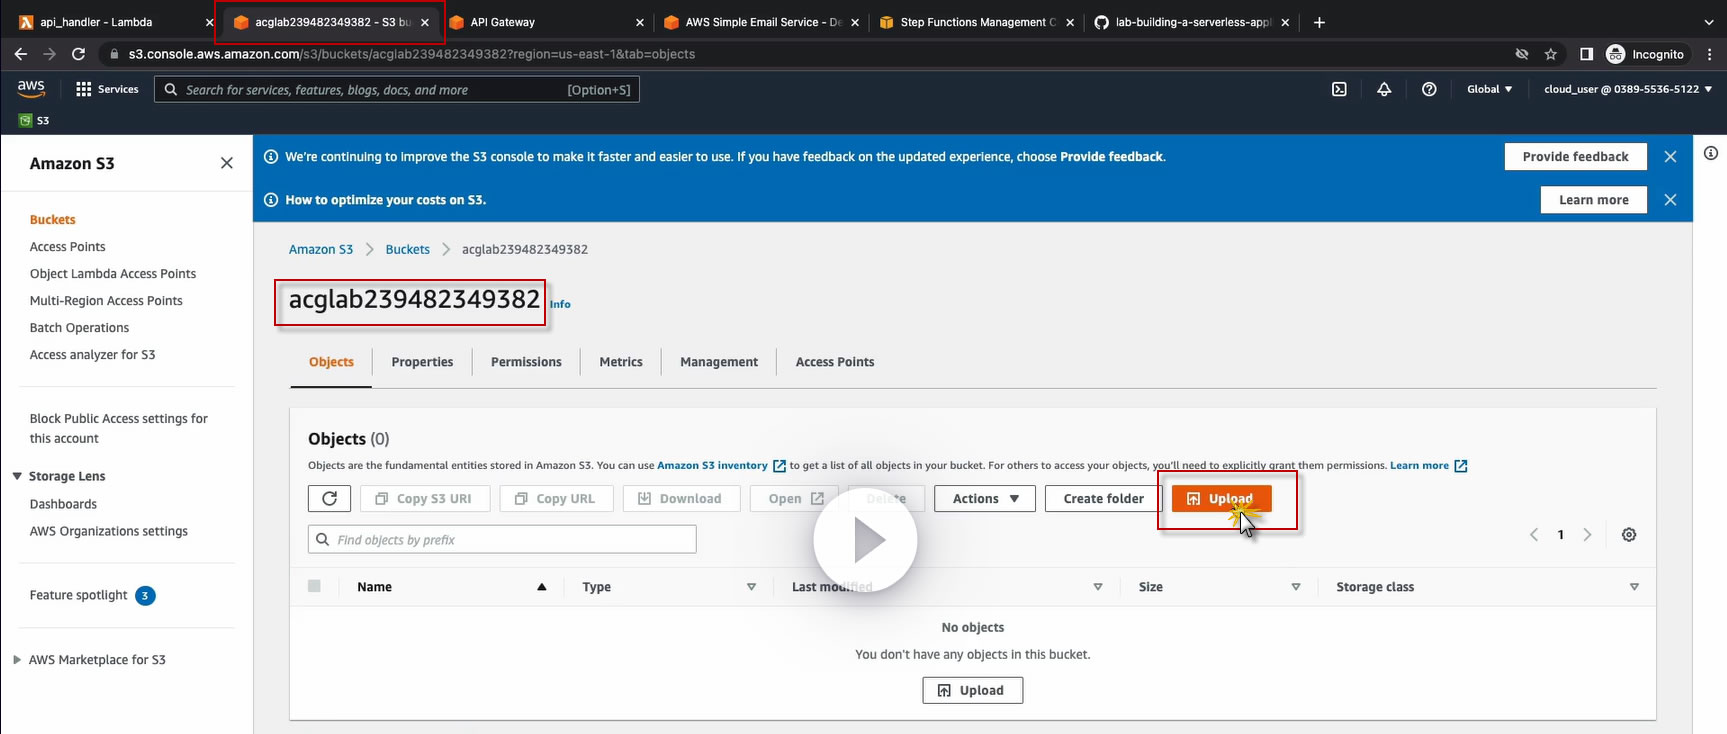 api_handler - Lambda
acglab239482349382 - S3 bu
API Gateway
AWS Simple Email Service - De
Step Functions Management C
lab-building-a-serverless-appl
s3.console.aws.amazon.com/s3/buckets/acglab239482349382?region=us-east-1&tab=objects
Incognito
aws
Services
Search for services, features, blogs, docs, and more
[Option+S]
Global
cloud_user @ 0389-5536-5122
S3
Amazon S3
Buckets
Access Points
Object Lambda Access Points
Multi-Region Access Points
Batch Operations
Access analyzer for S3
Block Public Access settings for
this account
Storage Lens
Dashboards
AWS Organizations settings
Feature spotlight 3
AWS Marketplace for S3
We're continuing to improve the S3 console to make it faster and easier to use. If you have feedback on the updated experience, choose Provide feedback.
Provide feedback
How to optimize your costs on S3.
Learn more
Amazon S3
Buckets
acglab239482349382
acglab239482349382 Info
Objects
Properties
Permissions
Metrics
Management
Access Points
Objects (0)
Objects are the fundamental entities stored in Amazon S3. You can use Amazon S3 inventory to get a list of all objects in your bucket. For others to access your objects, you'll need to explicitly grant them permissions. Learn more
Copy S3 URI
Copy URL
Download
Open
Delete
Actions
Create folder
Upload
Find objects by prefix
1
Name
Type
Last modified
Size
Storage class
No objects
You don't have any objects in this bucket.
Upload